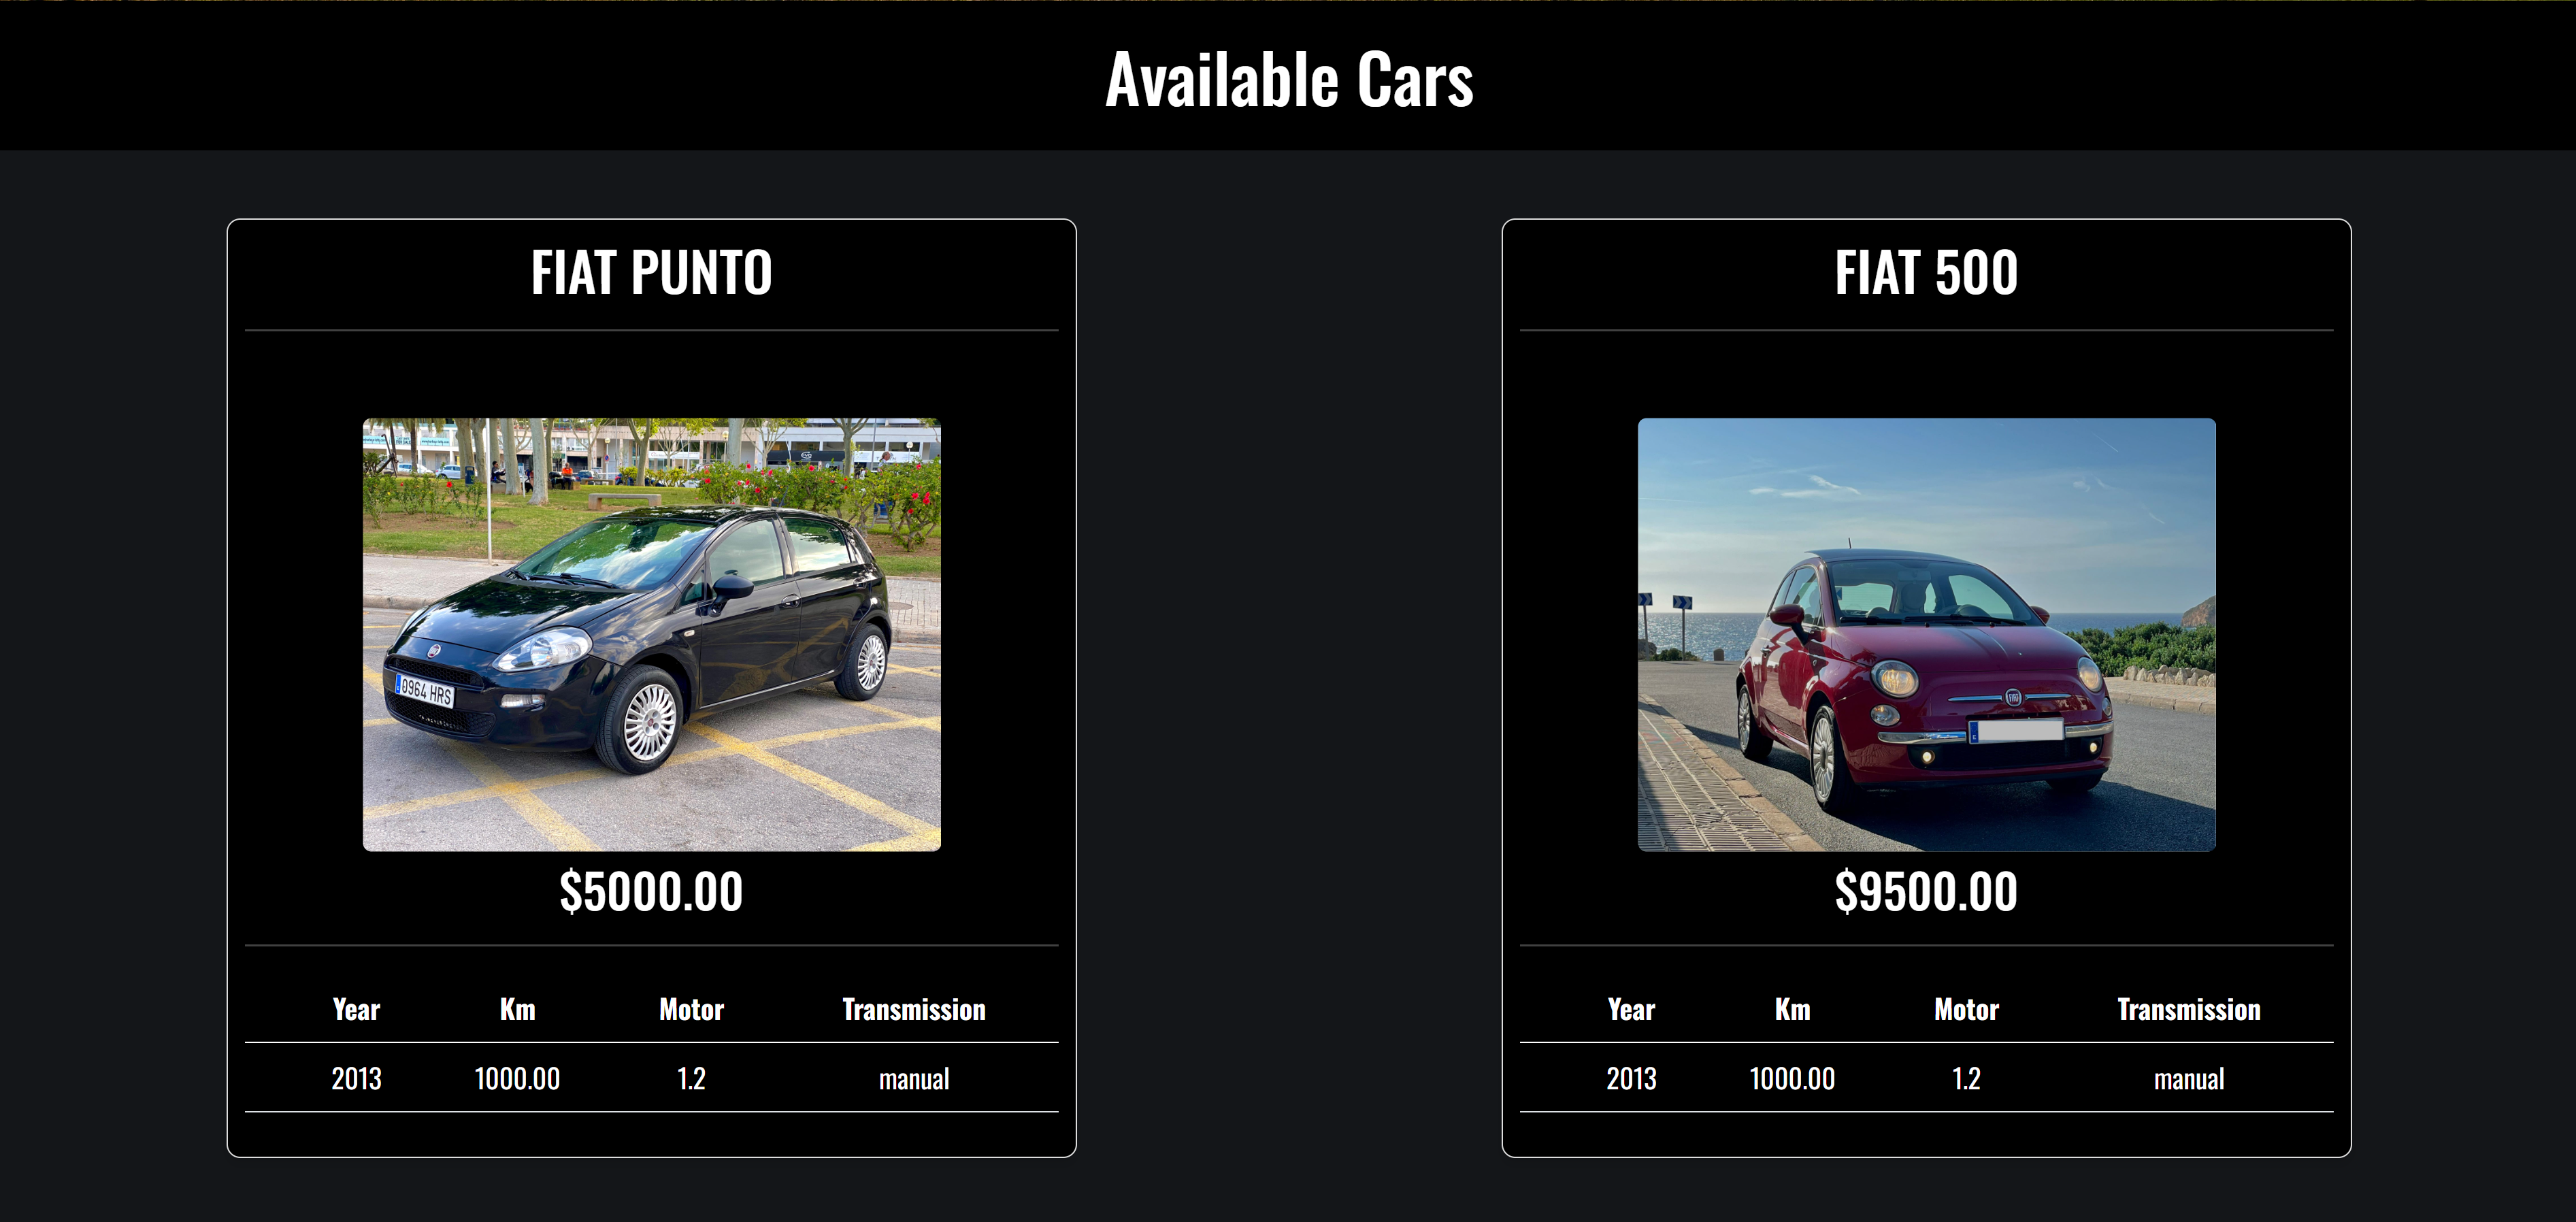 Available Cars
FIAT PUNTO
0964 HRS
$5000.00
Year Km Motor Transmission
2013 1000.00 1.2 manual
FIAT 500
FIAT
$9500.00
Year Km Motor Transmission
2013 1000.00 1.2 manual